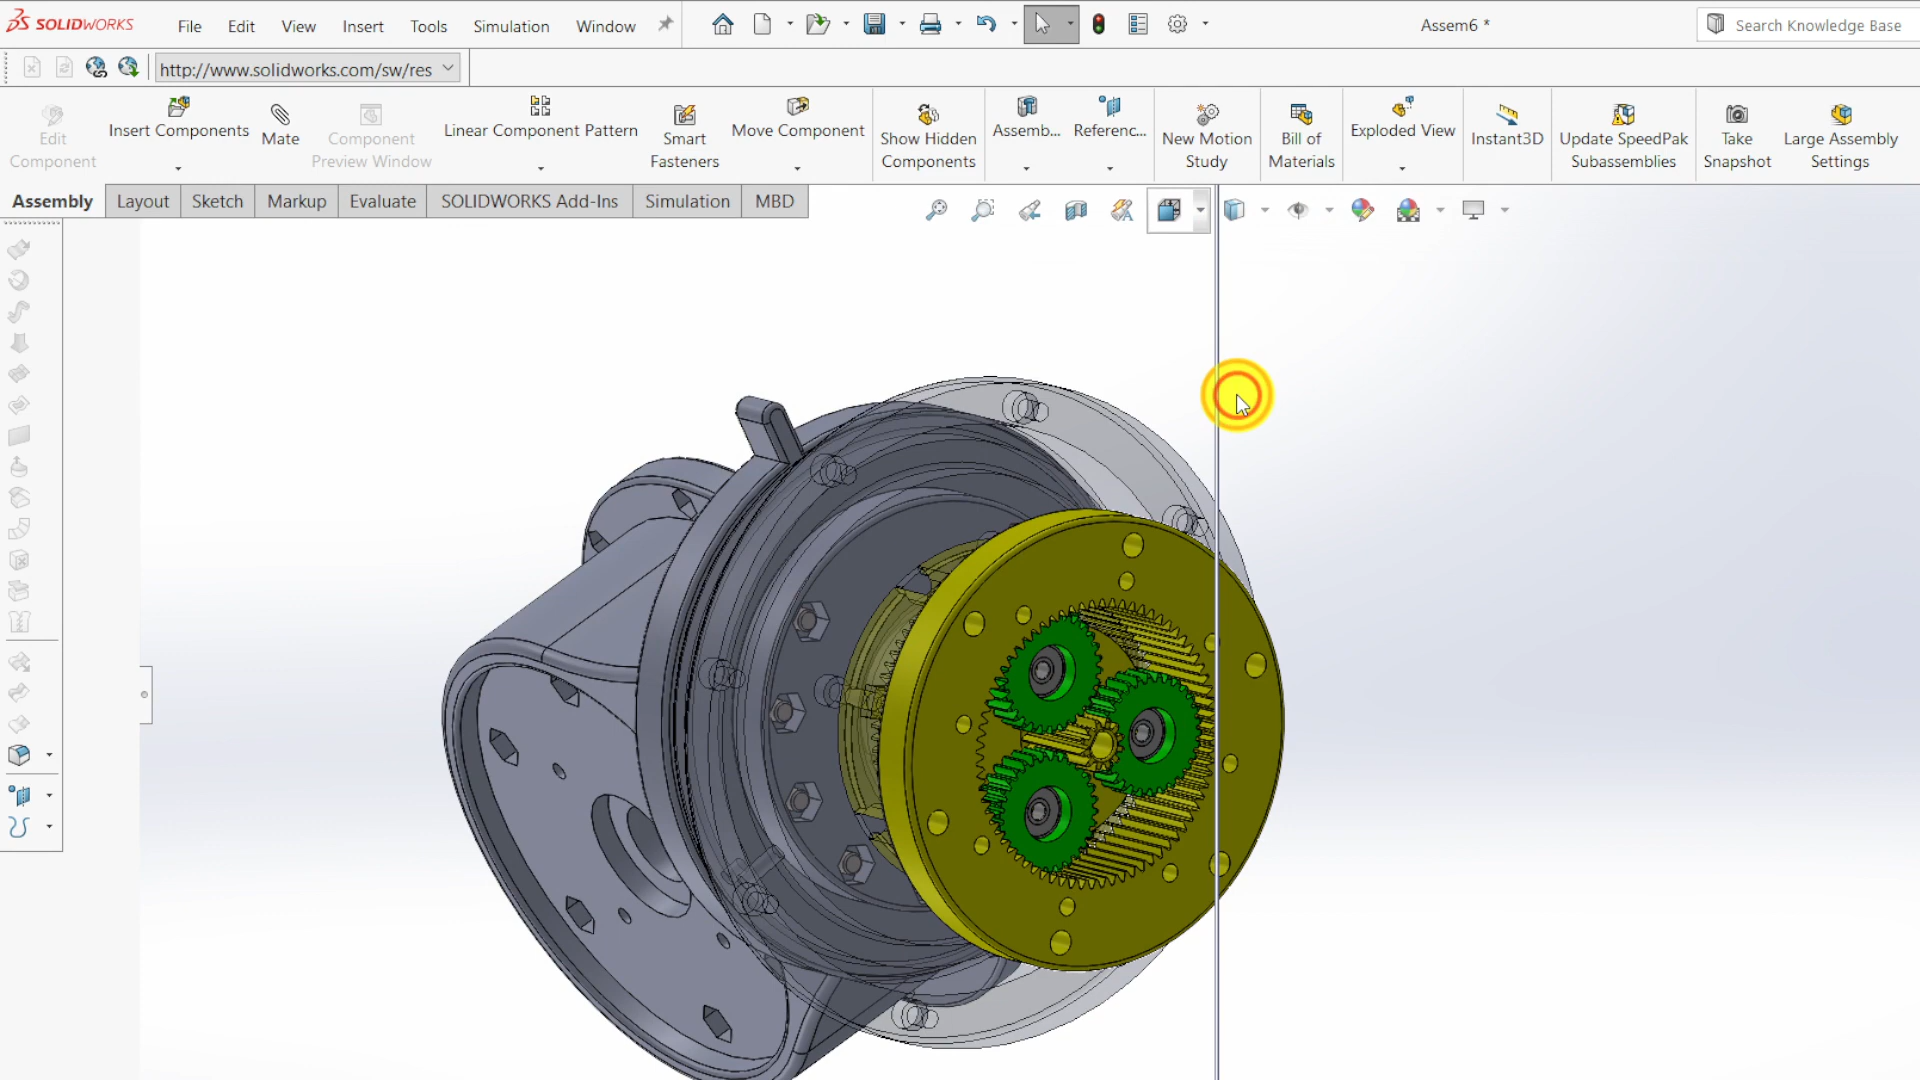 SOLIDWORKS File Edit View Insert Tools Simulation Window Assem6 * Search Knowledge Base
http://www.solidworks.com/sw/res
Edit Component
Insert Components
Mate
Component Preview Window
Linear Component Pattern
Smart Fasteners
Move Component
Show Hidden Components
Assemb...
Referenc...
New Motion Study
Bill of Materials
Exploded View
Instant3D
Update SpeedPak Subassemblies
Take Snapshot
Large Assembly Settings
Assembly Layout Sketch Markup Evaluate SOLIDWORKS Add-Ins Simulation MBD